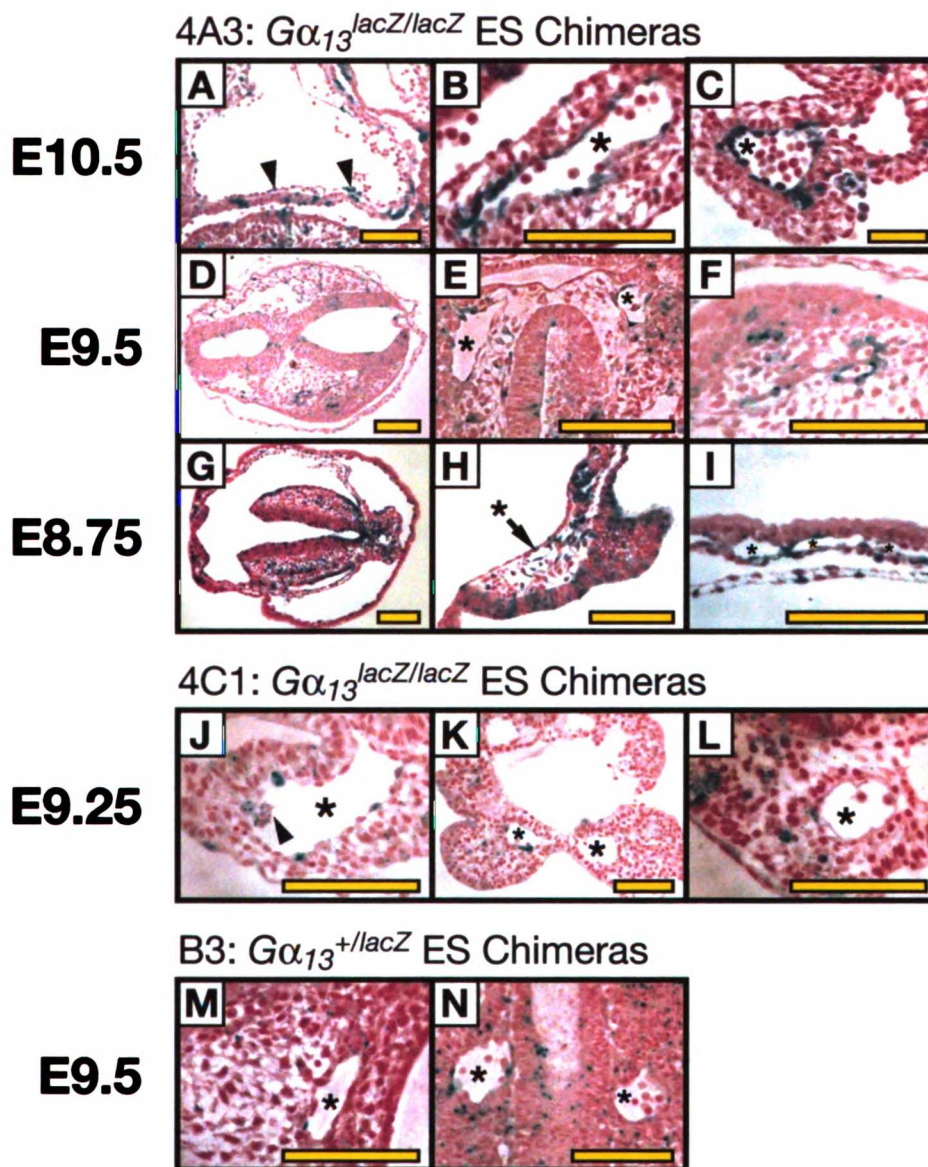 4A3: Gα13lacZ/lacZ ES Chimeras
E10.5
A B C
* *
E9.5
D E F
* *
E8.75
G H I
* * * *
4C1: Gα13lacZ/lacZ ES Chimeras
E9.25
J K L
* * * *
B3: Gα13+/lacZ ES Chimeras
E9.5
M N
* * *